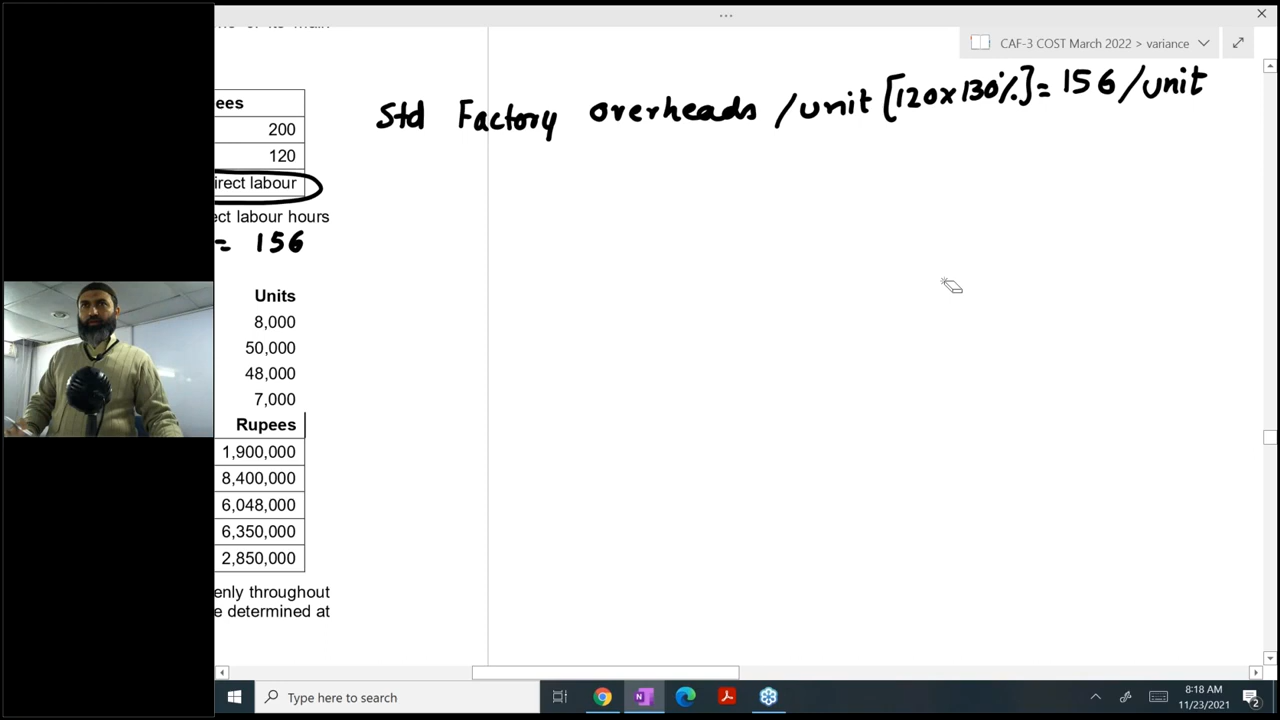 CAF-3 COST March 2022 > variance
Std Factory overheads /unit [120x130%] = 156/unit
ees
200
120
irect labour
ect labour hours
= 156
Units
8,000
50,000
48,000
7,000
Rupees
1,900,000
8,400,000
6,048,000
6,350,000
2,850,000
enly throughout
e determined at
Type here to search
8:18 AM
11/23/2021
2